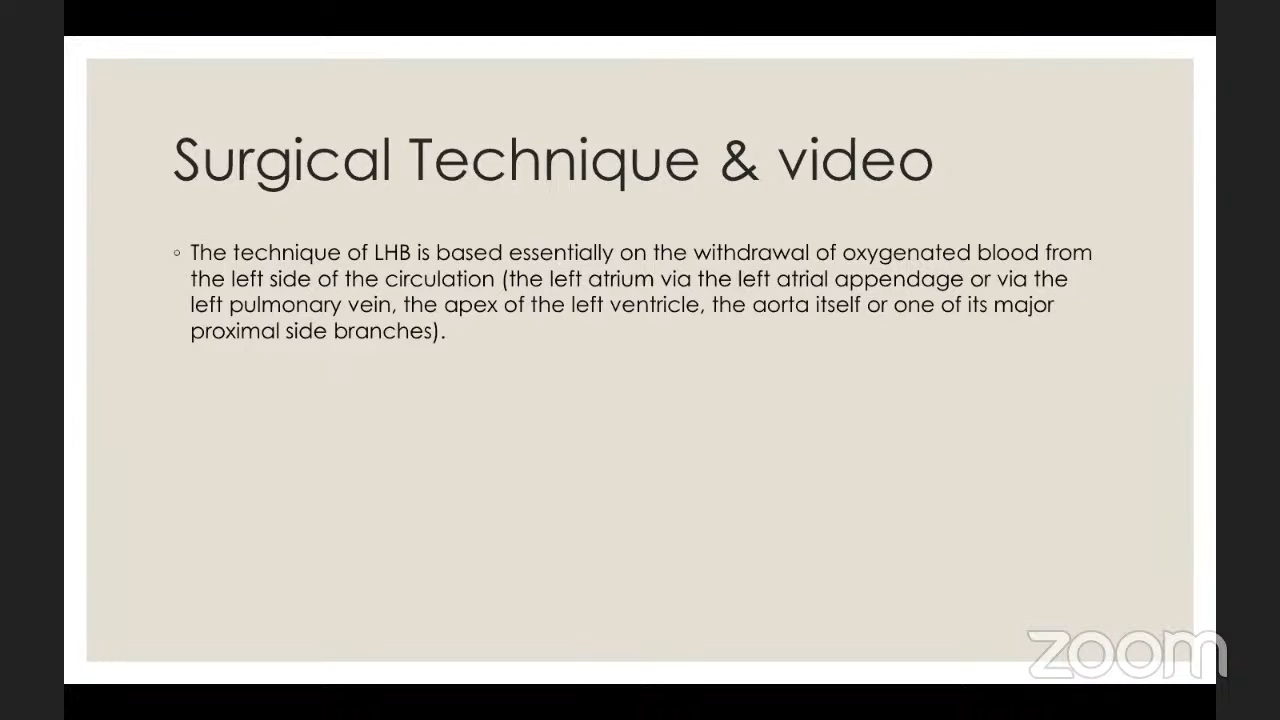 Surgical Technique & video
◦ The technique of LHB is based essentially on the withdrawal of oxygenated blood from
the left side of the circulation (the left atrium via the left atrial appendage or via the
left pulmonary vein, the apex of the left ventricle, the aorta itself or one of its major
proximal side branches).
zoom